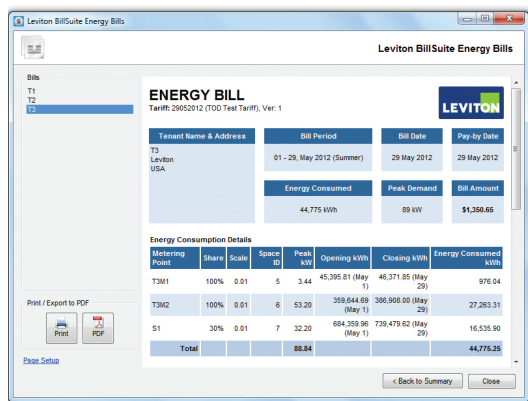 Leviton BillSuite Energy Bills
Leviton BillSuite Energy Bills
Bills
T1
T2
T3
ENERGY BILL
Tariff: 29052012 (TOD Test Tariff), Ver: 1
LEVITON
Tenant Name & Address Bill Period Bill Date Pay-by Date
T3
Leviton
USA
01 - 29, May 2012 (Summer) 29 May 2012 29 May 2012
Energy Consumed Peak Demand Bill Amount
44,775 kWh 89 kW $1,350.65
Energy Consumption Details
Metering Point Share Scale Space ID Peak kW Opening kWh Closing kWh Energy Consumed kWh
T3M1 100% 0.01 5 3.44 45,395.81 (May 1) 46,371.85 (May 29) 976.04
T3M2 100% 0.01 6 53.20 359,644.69 (May 1) 386,908.00 (May 29) 27,263.31
S1 30% 0.01 7 32.20 684,359.96 (May 1) 739,479.62 (May 29) 16,535.90
Total 88.84 44,775.25
Print / Export to PDF
Print PDF
Page Setup
< Back to Summary Close